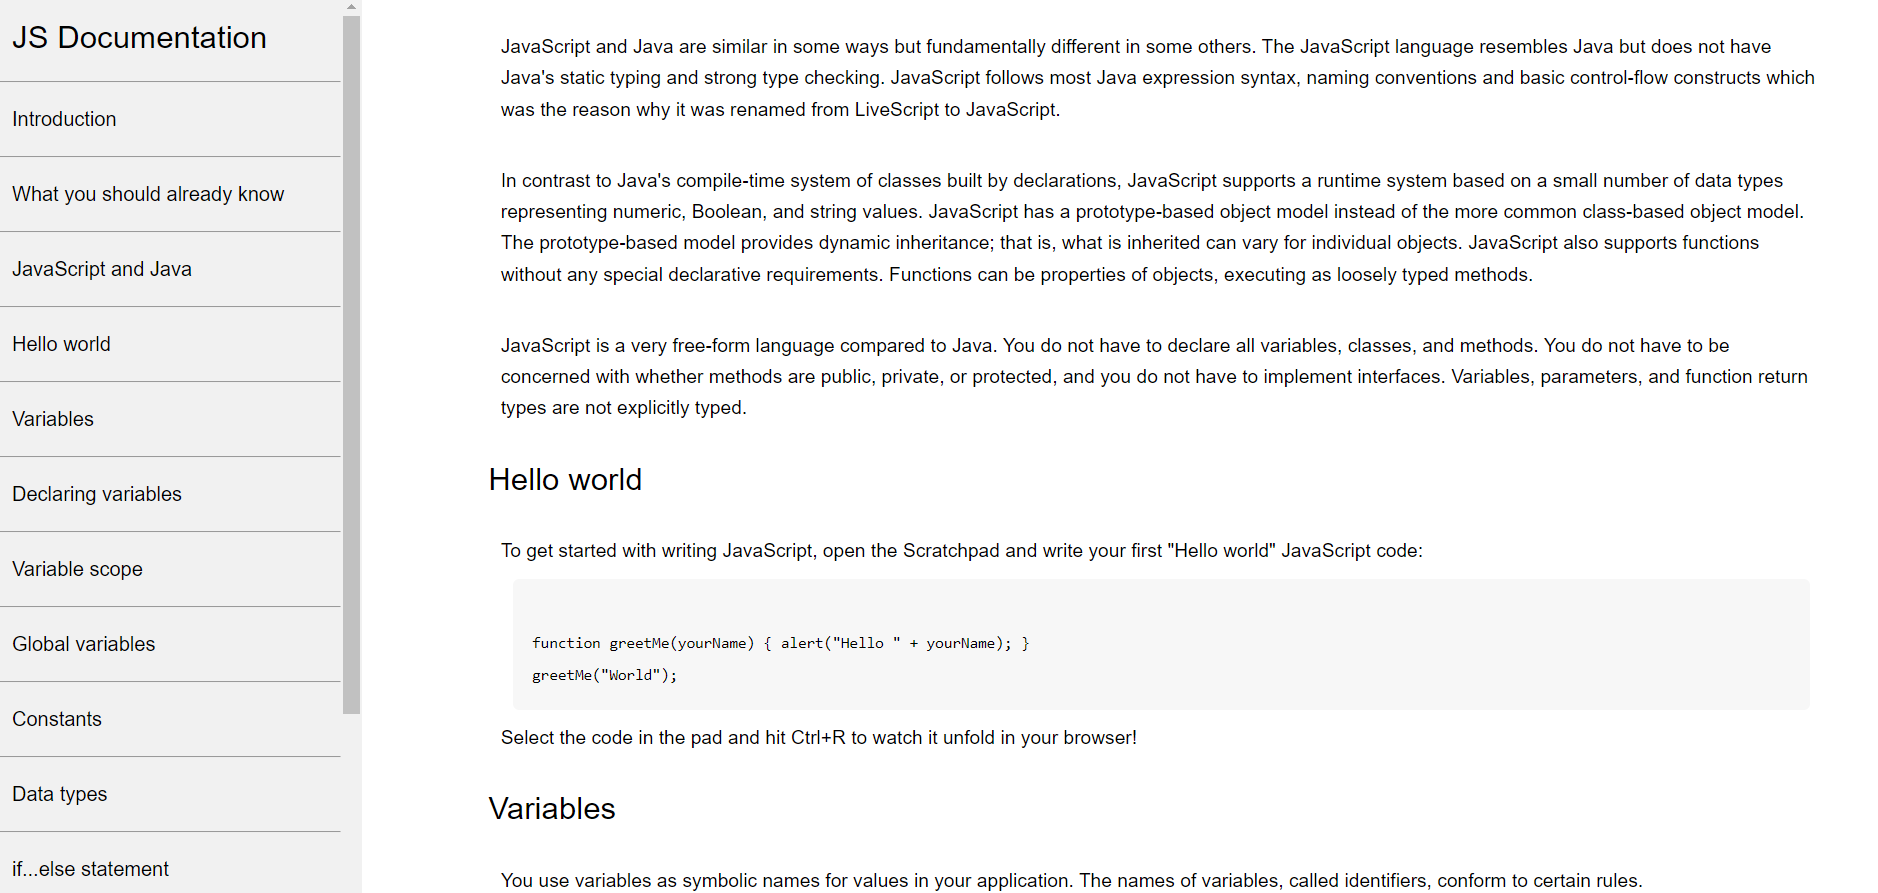 JS Documentation
Introduction
What you should already know
JavaScript and Java
Hello world
Variables
Declaring variables
Variable scope
Global variables
Constants
Data types
if...else statement
JavaScript and Java are similar in some ways but fundamentally different in some others. The JavaScript language resembles Java but does not have
Java's static typing and strong type checking. JavaScript follows most Java expression syntax, naming conventions and basic control-flow constructs which
was the reason why it was renamed from LiveScript to JavaScript.
In contrast to Java's compile-time system of classes built by declarations, JavaScript supports a runtime system based on a small number of data types
representing numeric, Boolean, and string values. JavaScript has a prototype-based object model instead of the more common class-based object model.
The prototype-based model provides dynamic inheritance; that is, what is inherited can vary for individual objects. JavaScript also supports functions
without any special declarative requirements. Functions can be properties of objects, executing as loosely typed methods.
JavaScript is a very free-form language compared to Java. You do not have to declare all variables, classes, and methods. You do not have to be
concerned with whether methods are public, private, or protected, and you do not have to implement interfaces. Variables, parameters, and function return
types are not explicitly typed.
Hello world
To get started with writing JavaScript, open the Scratchpad and write your first "Hello world" JavaScript code:
function greetMe(yourName) { alert("Hello " + yourName); }
greetMe("World");
Select the code in the pad and hit Ctrl+R to watch it unfold in your browser!
Variables
You use variables as symbolic names for values in your application. The names of variables, called identifiers, conform to certain rules.